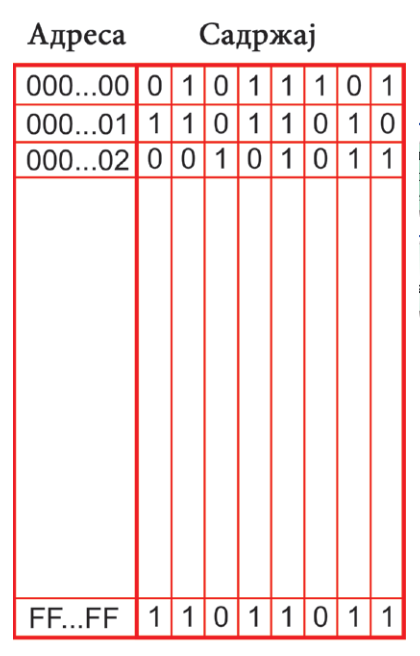 Адреса Садржај
000...00 0 1 0 1 1 1 0 1
000...01 1 1 0 1 1 0 1 0
000...02 0 0 1 0 1 0 1 1
FF...FF 1 1 0 1 1 0 1 1